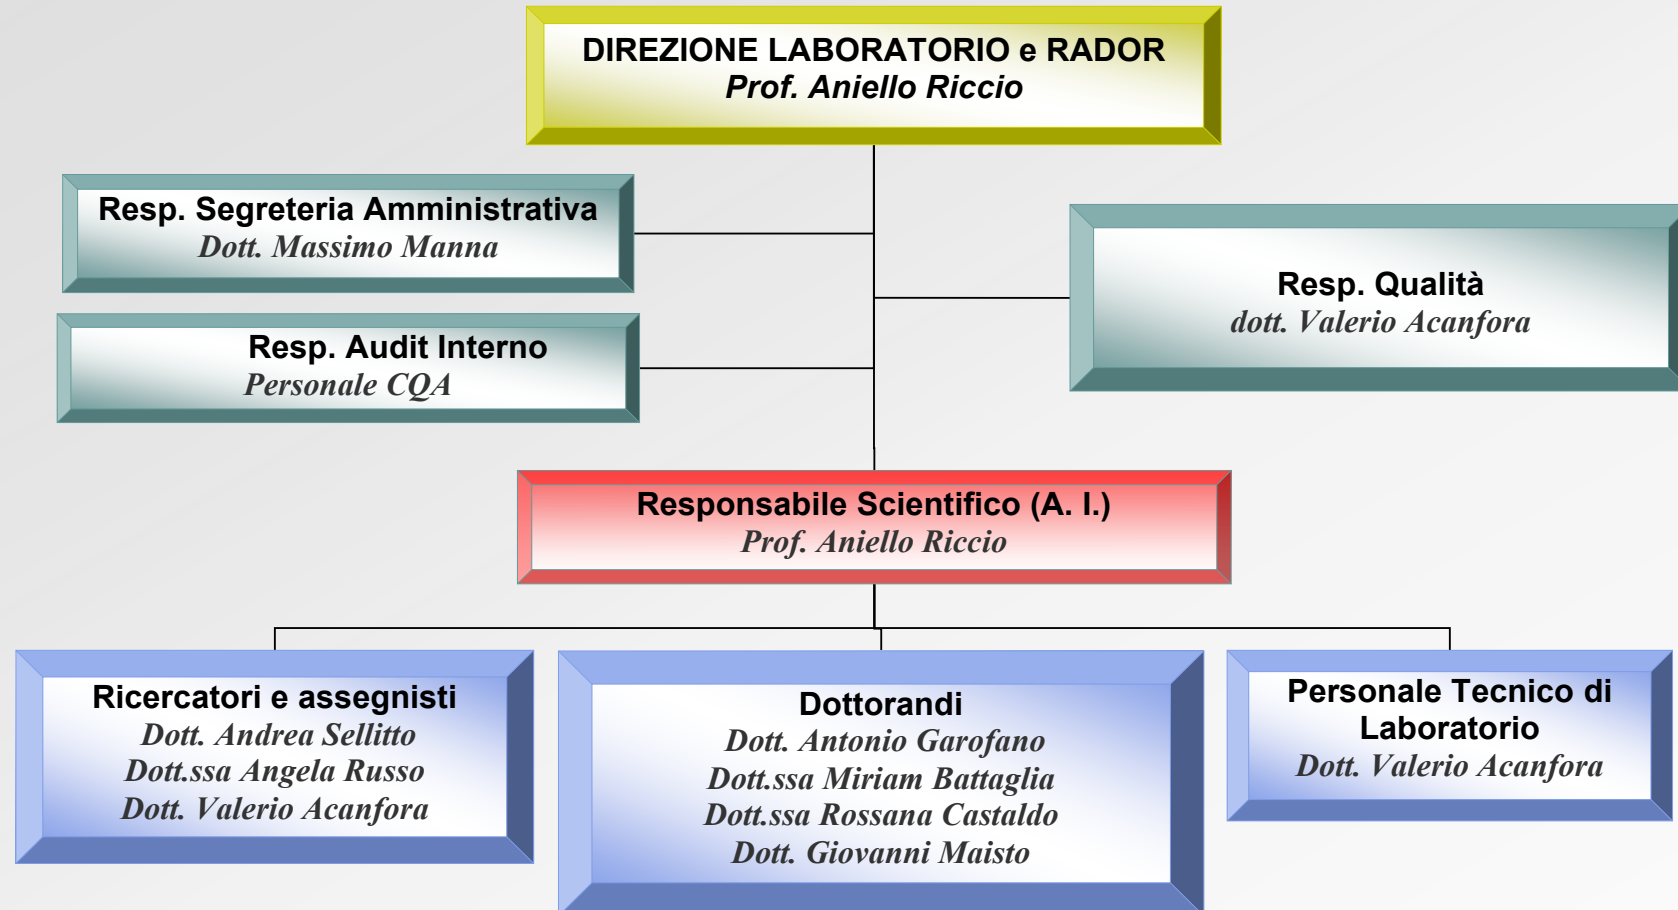 DIREZIONE LABORATORIO e RADOR
Prof. Aniello Riccio
Resp. Segreteria Amministrativa
Dott. Massimo Manna
Resp. Qualità
dott. Valerio Acanfora
Resp. Audit Interno
Personale CQA
Responsabile Scientifico (A. I.)
Prof. Aniello Riccio
Ricercatori e assegnisti
Dott. Andrea Sellitto
Dott.ssa Angela Russo
Dott. Valerio Acanfora
Dottorandi
Dott. Antonio Garofano
Dott.ssa Miriam Battaglia
Dott.ssa Rossana Castaldo
Dott. Giovanni Maisto
Personale Tecnico di
Laboratorio
Dott. Valerio Acanfora